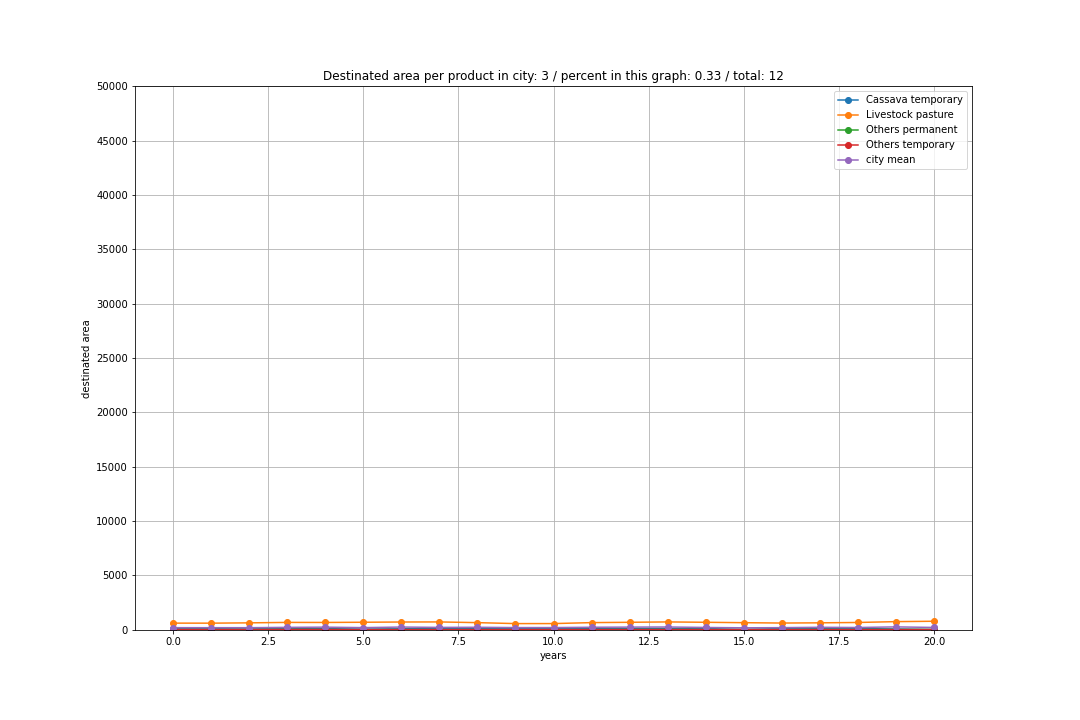 Destinated area per product in city: 3 / percent in this graph: 0.33 / total: 12
50000
45000
40000
35000
30000
25000
20000
15000
10000
5000
0
destinated area
Cassava temporary
Livestock pasture
Others permanent
Others temporary
city mean
0.0 2.5 5.0 7.5 10.0 12.5 15.0 17.5 20.0
years